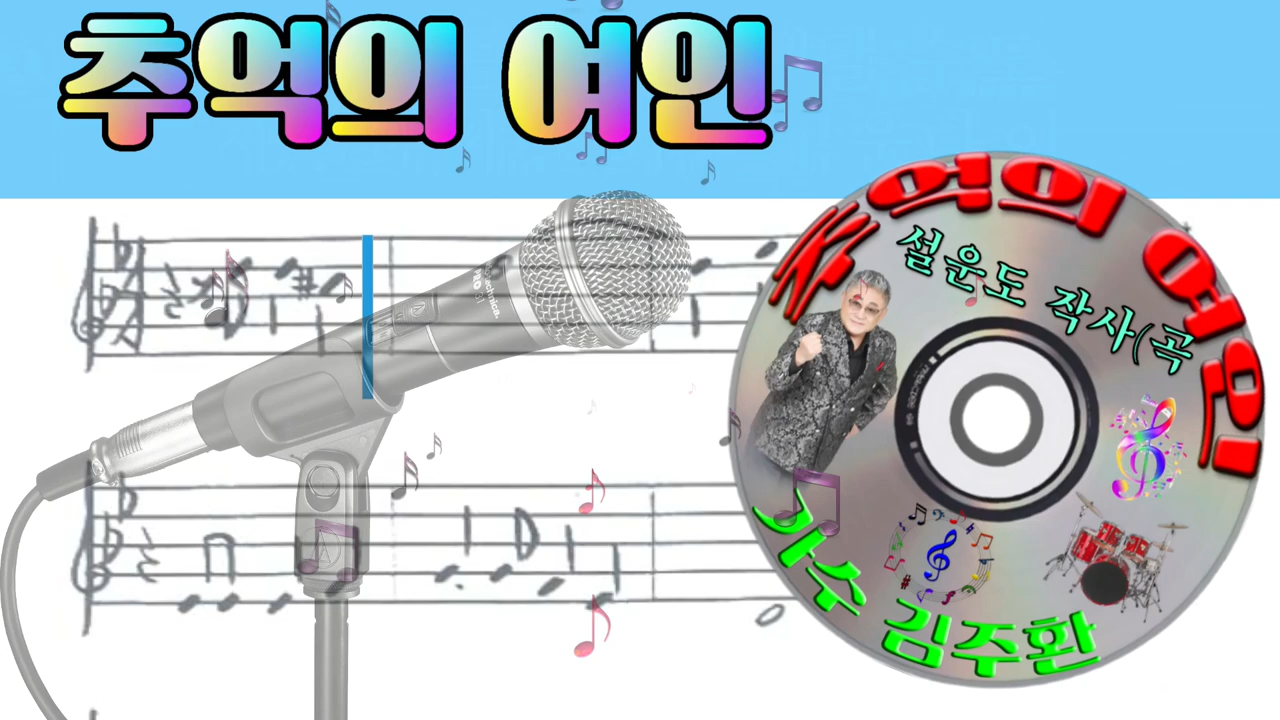 추억의 여인
추억의 여인
설운도 작사(곡
가수 김주환